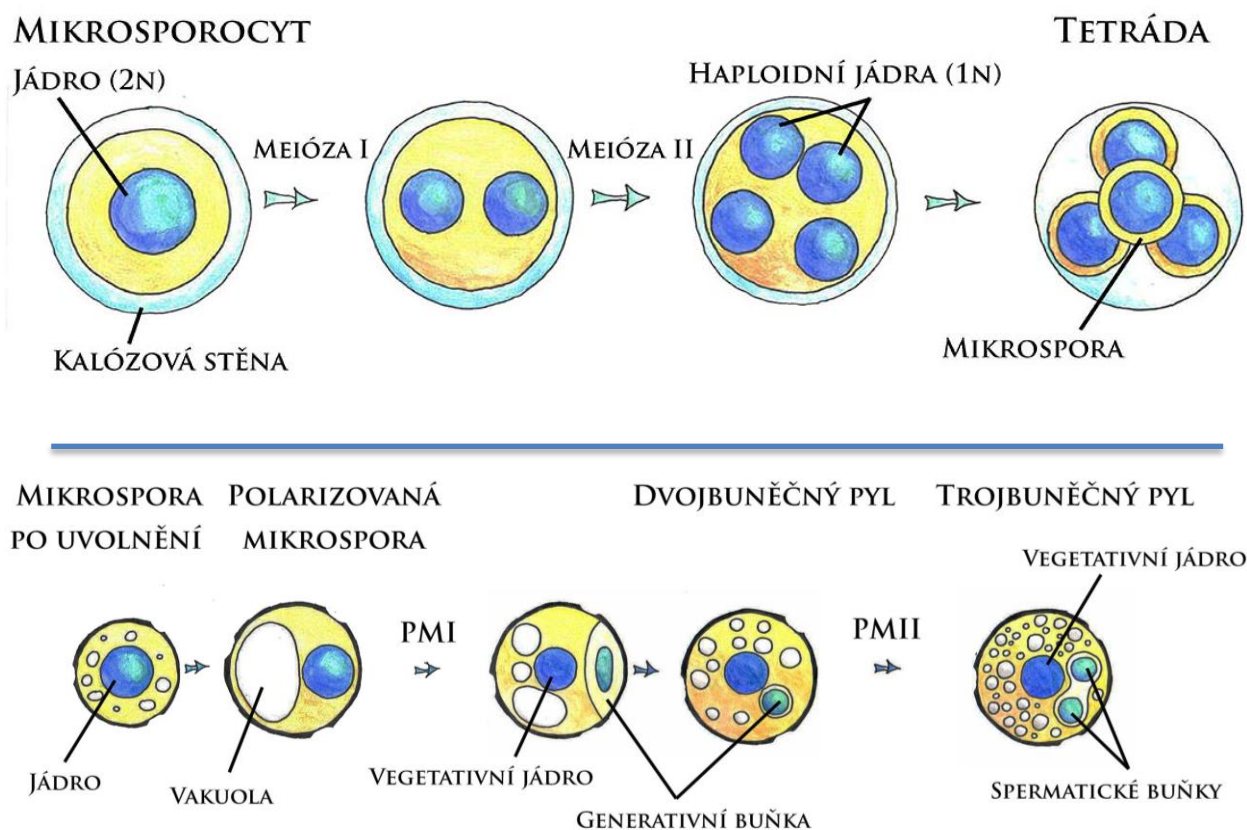 MIKROSPOROCYT
TETRÁDA
JÁDRO (2N)
HAPLOIDNÍ JÁDRA (1N)
MEIÓZA I
MEIÓZA II
KALÓZOVÁ STĚNA
MIKROSPORA
MIKROSPORA
PO UVOLNĚNÍ
POLARIZOVANÁ
MIKROSPORA
DVOJBUNĚČNÝ PYL
TROJBUNĚČNÝ PYL
VEGETATIVNÍ JÁDRO
PMI
PMII
JÁDRO
VAKUOLA
VEGETATIVNÍ JÁDRO
GENERATIVNÍ BUŇKA
SPERMATICKÉ BUŇKY